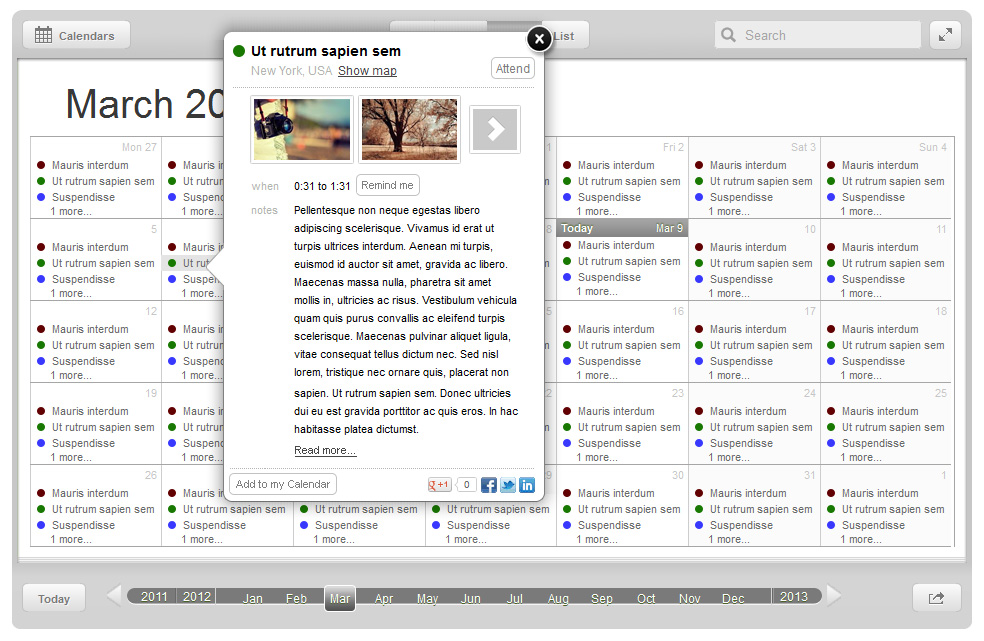 Calendars
List
Search
March 20
Ut rutrum sapien sem
New York, USA Show map
Attend
when 0:31 to 1:31 Remind me
notes
Pellentesque non neque egestas libero
adipiscing scelerisque. Vivamus id erat ut
turpis ultrices interdum. Aenean mi turpis,
euismod id auctor sit amet, gravida ac libero.
Maecenas massa nulla, pharetra sit amet
mollis in, ultricies ac risus. Vestibulum vehicula
quam quis purus convallis ac eleifend turpis
scelerisque. Maecenas pulvinar aliquet ligula,
vitae consequat tellus dictum nec. Sed nisl
lorem, tristique nec ornare quis, placerat non
sapien. Ut rutrum sapien sem. Donec ultricies
dui eu est gravida porttitor ac quis eros. In hac
habitasse platea dictumst.
Read more...
Add to my Calendar
g +1 0
Mon 27 1 Fri 2 Sat 3 Sun 4
Mauris interdum Mauris Mauris interdum Mauris interdum Mauris interdum
Ut rutrum sapien sem Ut rutr Ut rutrum sapien sem Ut rutrum sapien sem Ut rutrum sapien sem
Suspendisse Suspen Suspendisse Suspendisse Suspendisse
1 more... 1 more... 1 more... 1 more... 1 more...
5 8 Today Mar 9 10 11
Mauris interdum Mauris Mauris interdum Mauris interdum Mauris interdum
Ut rutrum sapien sem Ut rut Ut rutrum sapien sem Ut rutrum sapien sem Ut rutrum sapien sem
Suspendisse Suspen Suspendisse Suspendisse Suspendisse
1 more... 1 more... 1 more... 1 more... 1 more...
12 5 16 17 18
Mauris interdum Mauris Mauris interdum Mauris interdum Mauris interdum
Ut rutrum sapien sem Ut rutr Ut rutrum sapien sem Ut rutrum sapien sem Ut rutrum sapien sem
Suspendisse Suspen Suspendisse Suspendisse Suspendisse
1 more... 1 more... 1 more... 1 more... 1 more...
19 23 24 25
Mauris interdum Mauris Mauris interdum Mauris interdum Mauris interdum
Ut rutrum sapien sem Ut rutr Ut rutrum sapien sem Ut rutrum sapien sem Ut rutrum sapien sem
Suspendisse Suspen Suspendisse Suspendisse Suspendisse
1 more... 1 more... 1 more... 1 more... 1 more...
26 30 31 1
Mauris interdum Mauris Mauris interdum Mauris interdum Mauris interdum
Ut rutrum sapien sem Ut rutrum sapien sem Ut rutrum sapien sem Ut rutrum sapien sem Ut rutrum sapien sem Ut rutrum sapien sem Ut rutrum sapien sem
Suspendisse Suspendisse Suspendisse Suspendisse Suspendisse Suspendisse Suspendisse
1 more... 1 more... 1 more... 1 more... 1 more... 1 more... 1 more...
Today 2011 2012 Jan Feb Mar Apr May Jun Jul Aug Sep Oct Nov Dec 2013